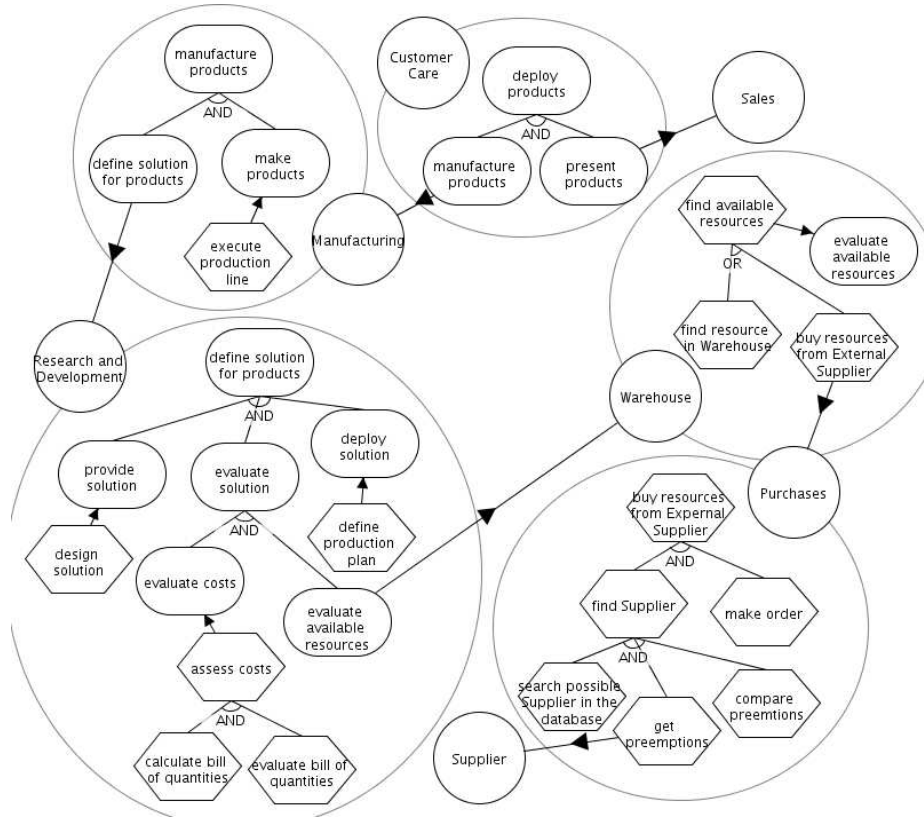 manufacture
products
AND
define solution
for products
make
products
execute
production
line
Manufacturing
Customer
Care
deploy
products
AND
manufacture
products
present
products
Sales
find available
resources
OR
evaluate
available
resources
find resource
in Warehouse
buy resources
from External
Supplier
Warehouse
Purchases
Research and
Development
define solution
for products
AND
provide
solution
evaluate
solution
deploy
solution
design
solution
AND
define
production
plan
evaluate costs
evaluate
available
resources
assess costs
AND
calculate bill
of quantities
evaluate bill of
quantities
buy resources
from Expernal
Supplier
AND
find Supplier
make order
AND
search possible
Supplier in the
database
get
preemptions
compare
preemtions
Supplier